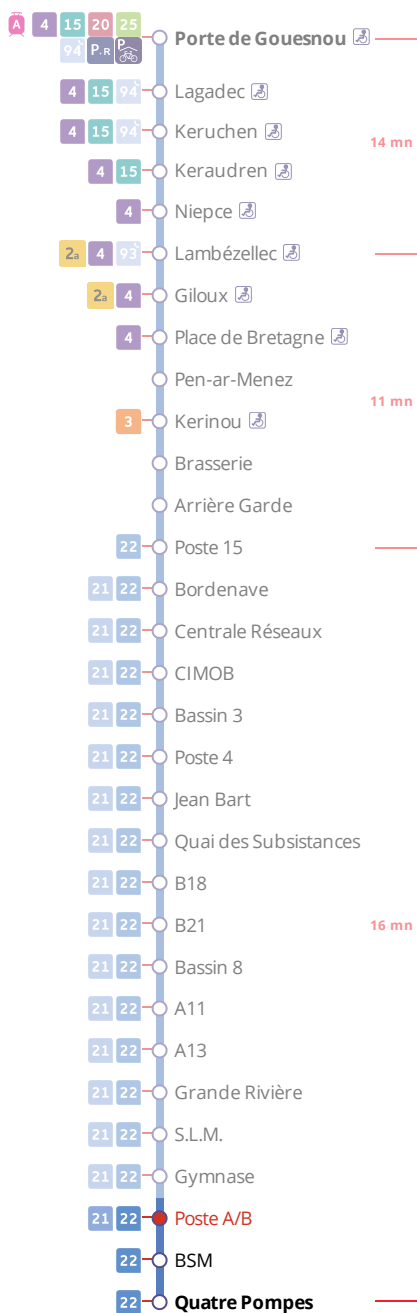 A 4 15 20 25
94 P.R P
Porte de Gouesnou
4 15 94 Lagadec
4 15 94 Keruchen
14 mn
4 15 Keraudren
4 Niepce
2a 4 93 Lambézellec
2a 4 Giloux
4 Place de Bretagne
Pen-ar-Menez
11 mn
3 Kerinou
Brasserie
Arrière Garde
22 Poste 15
21 22 Bordenave
21 22 Centrale Réseaux
21 22 CIMOB
21 22 Bassin 3
21 22 Poste 4
21 22 Jean Bart
21 22 Quai des Subsistances
21 22 B18
21 22 B21
16 mn
21 22 Bassin 8
21 22 A11
21 22 A13
21 22 Grande Rivière
21 22 S.L.M.
21 22 Gymnase
21 22 Poste A/B
22 BSM
22 Quatre Pompes